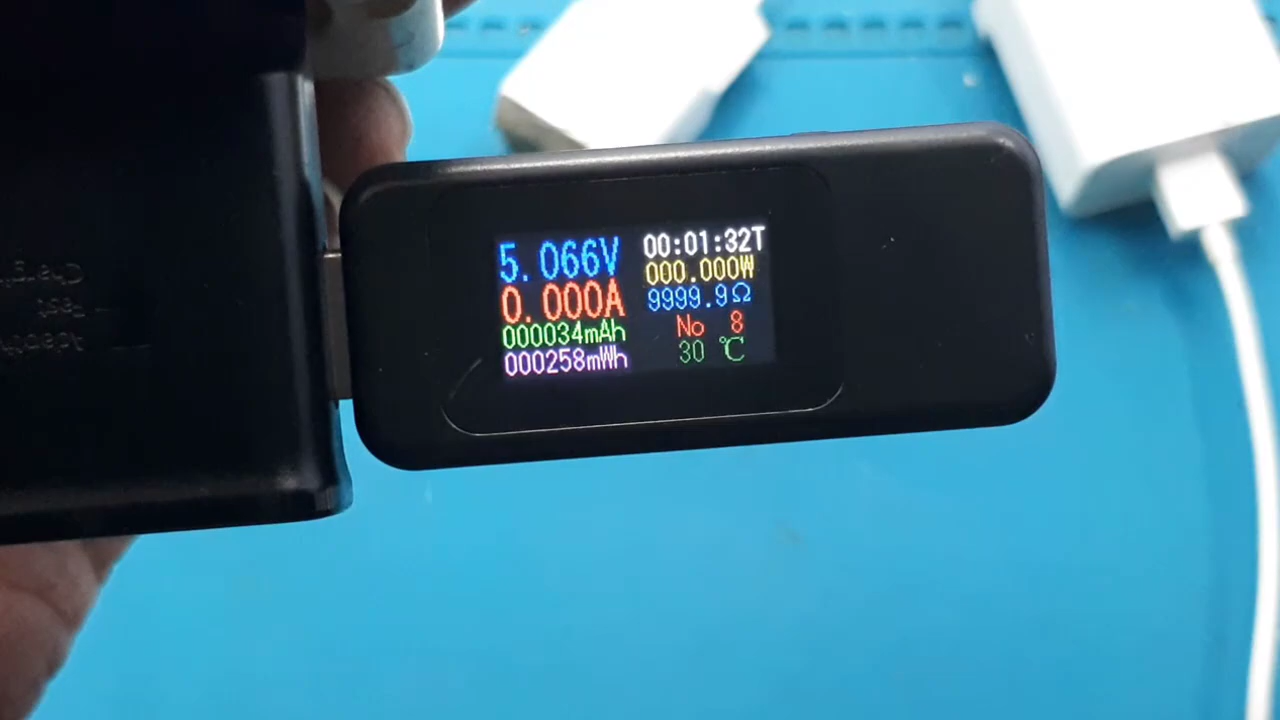 5.066V
0.000A
000034mAh
000258mWh
00:01:32T
000.000W
9999.9Ω
No 8
30 ℃